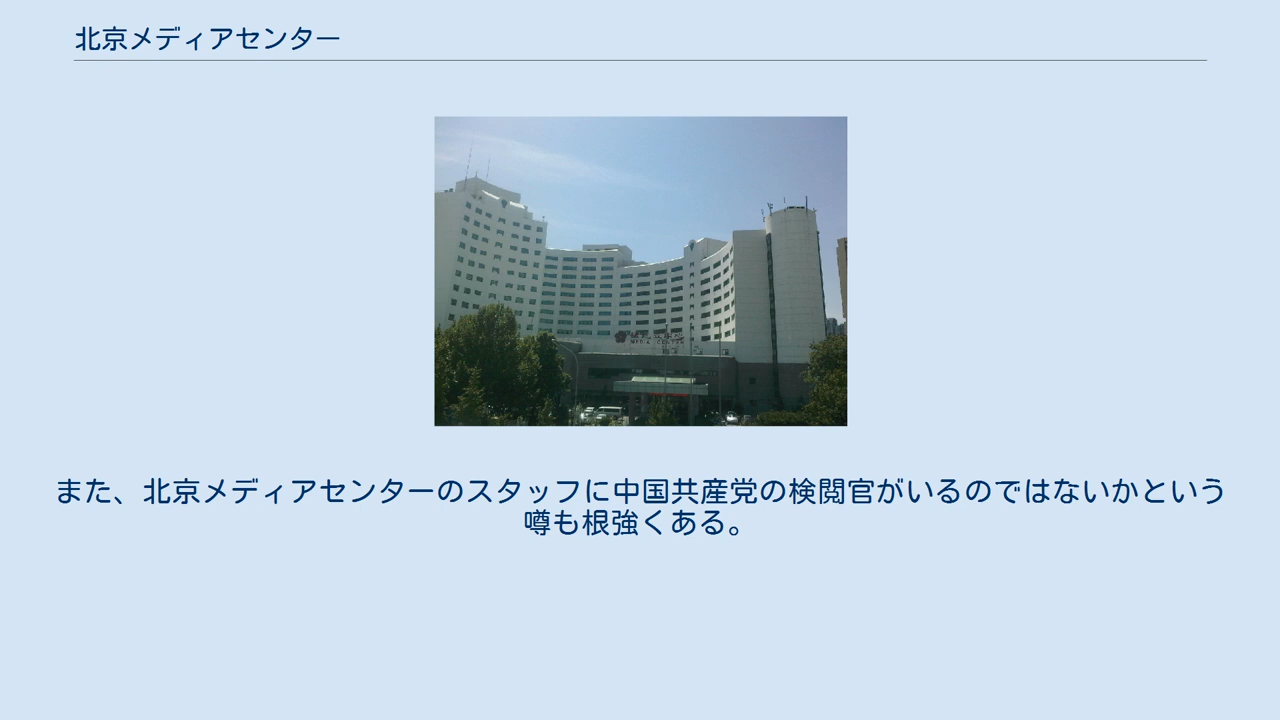 北京メディアセンター
MEDIA CENTER
また、北京メディアセンターのスタッフに中国共産党の検閲官がいるのではないかという
噂も根強くある。